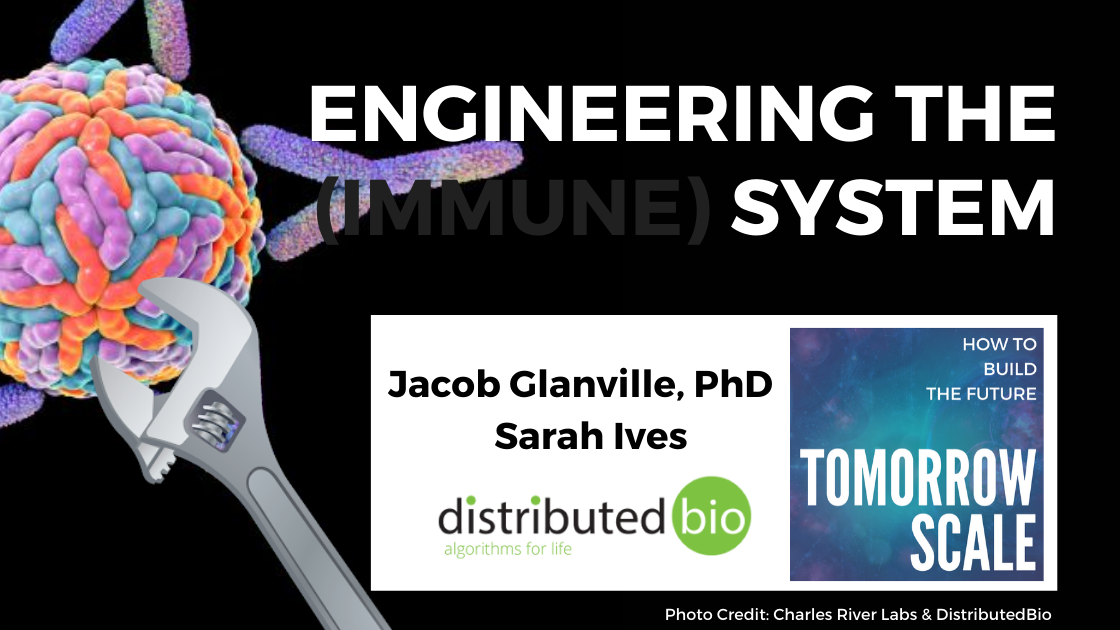 ENGINEERING THE
(IMMUNE) SYSTEM
Jacob Glanville, PhD
Sarah Ives
distributed bio
algorithms for life
HOW TO
BUILD
THE FUTURE
TOMORROW
SCALE
Photo Credit: Charles River Labs & DistributedBio